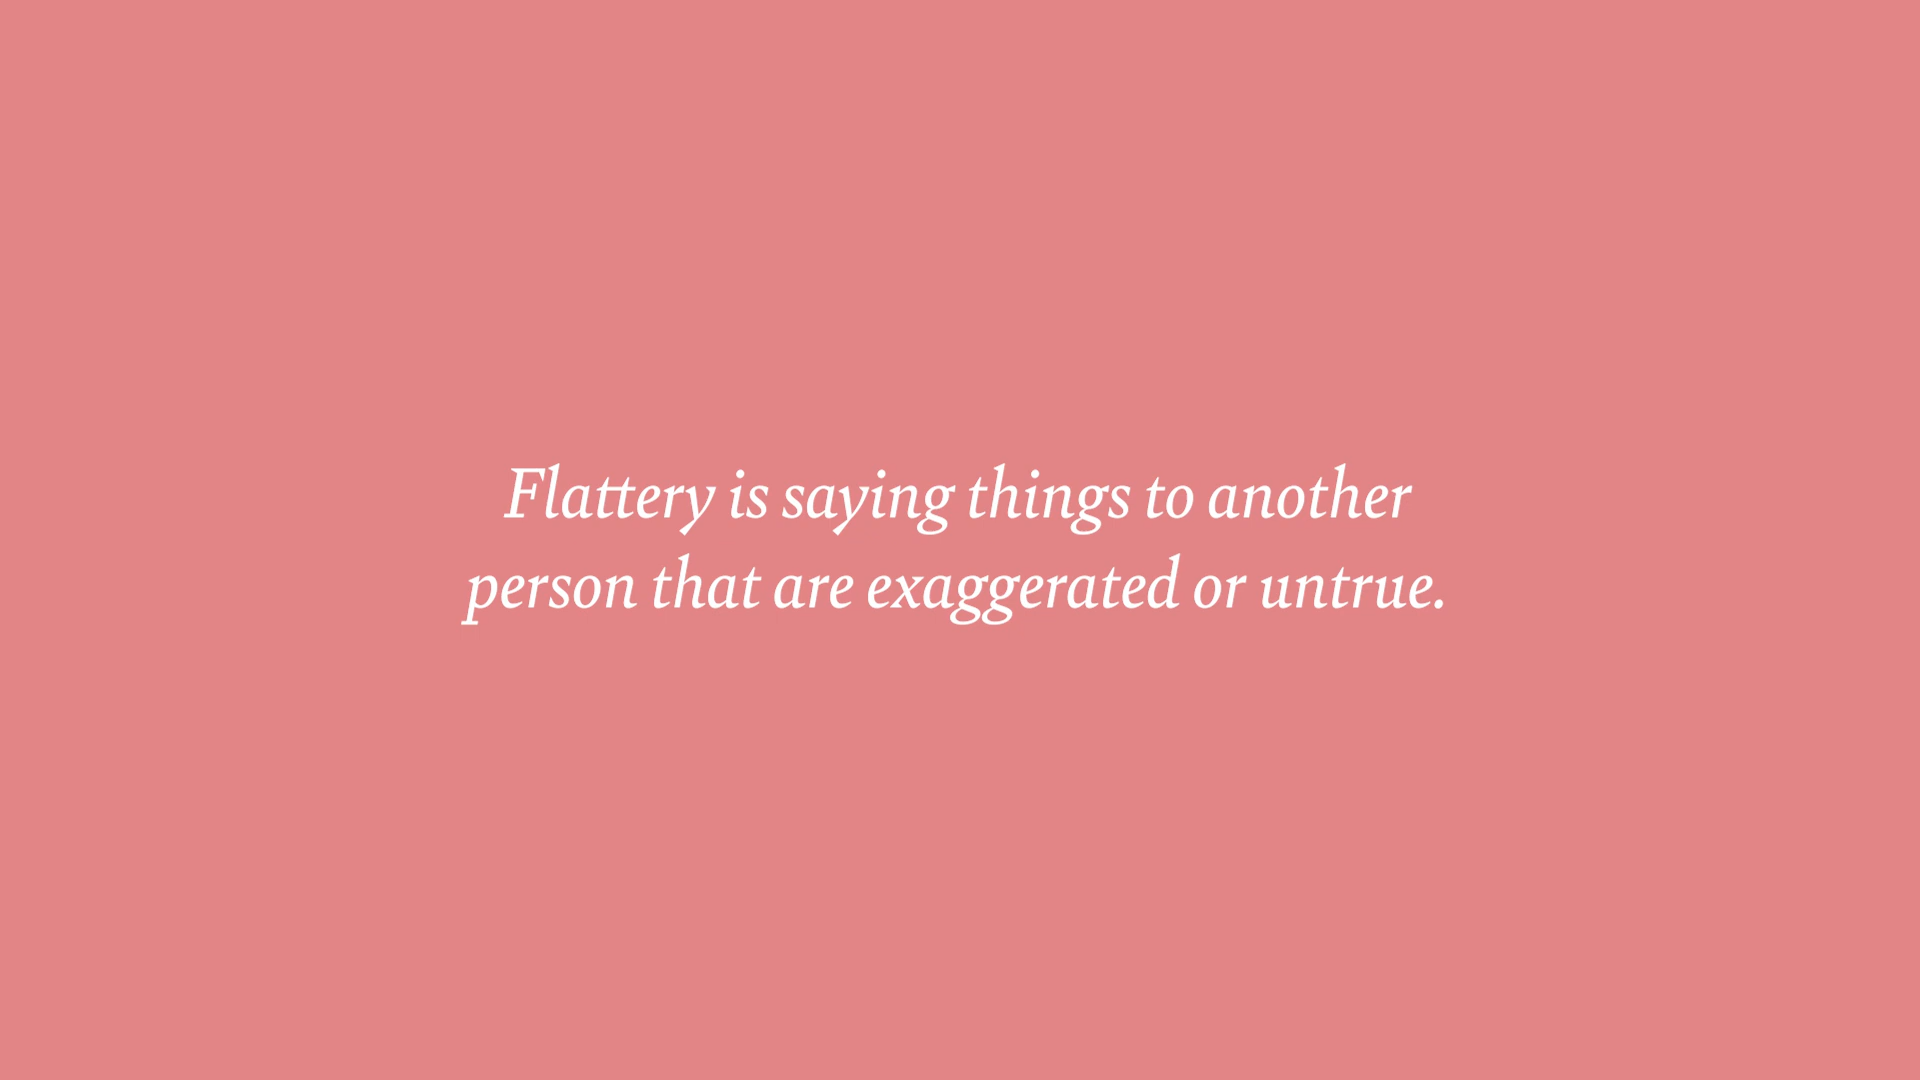 Flattery is saying things to another
person that are exaggerated or untrue.